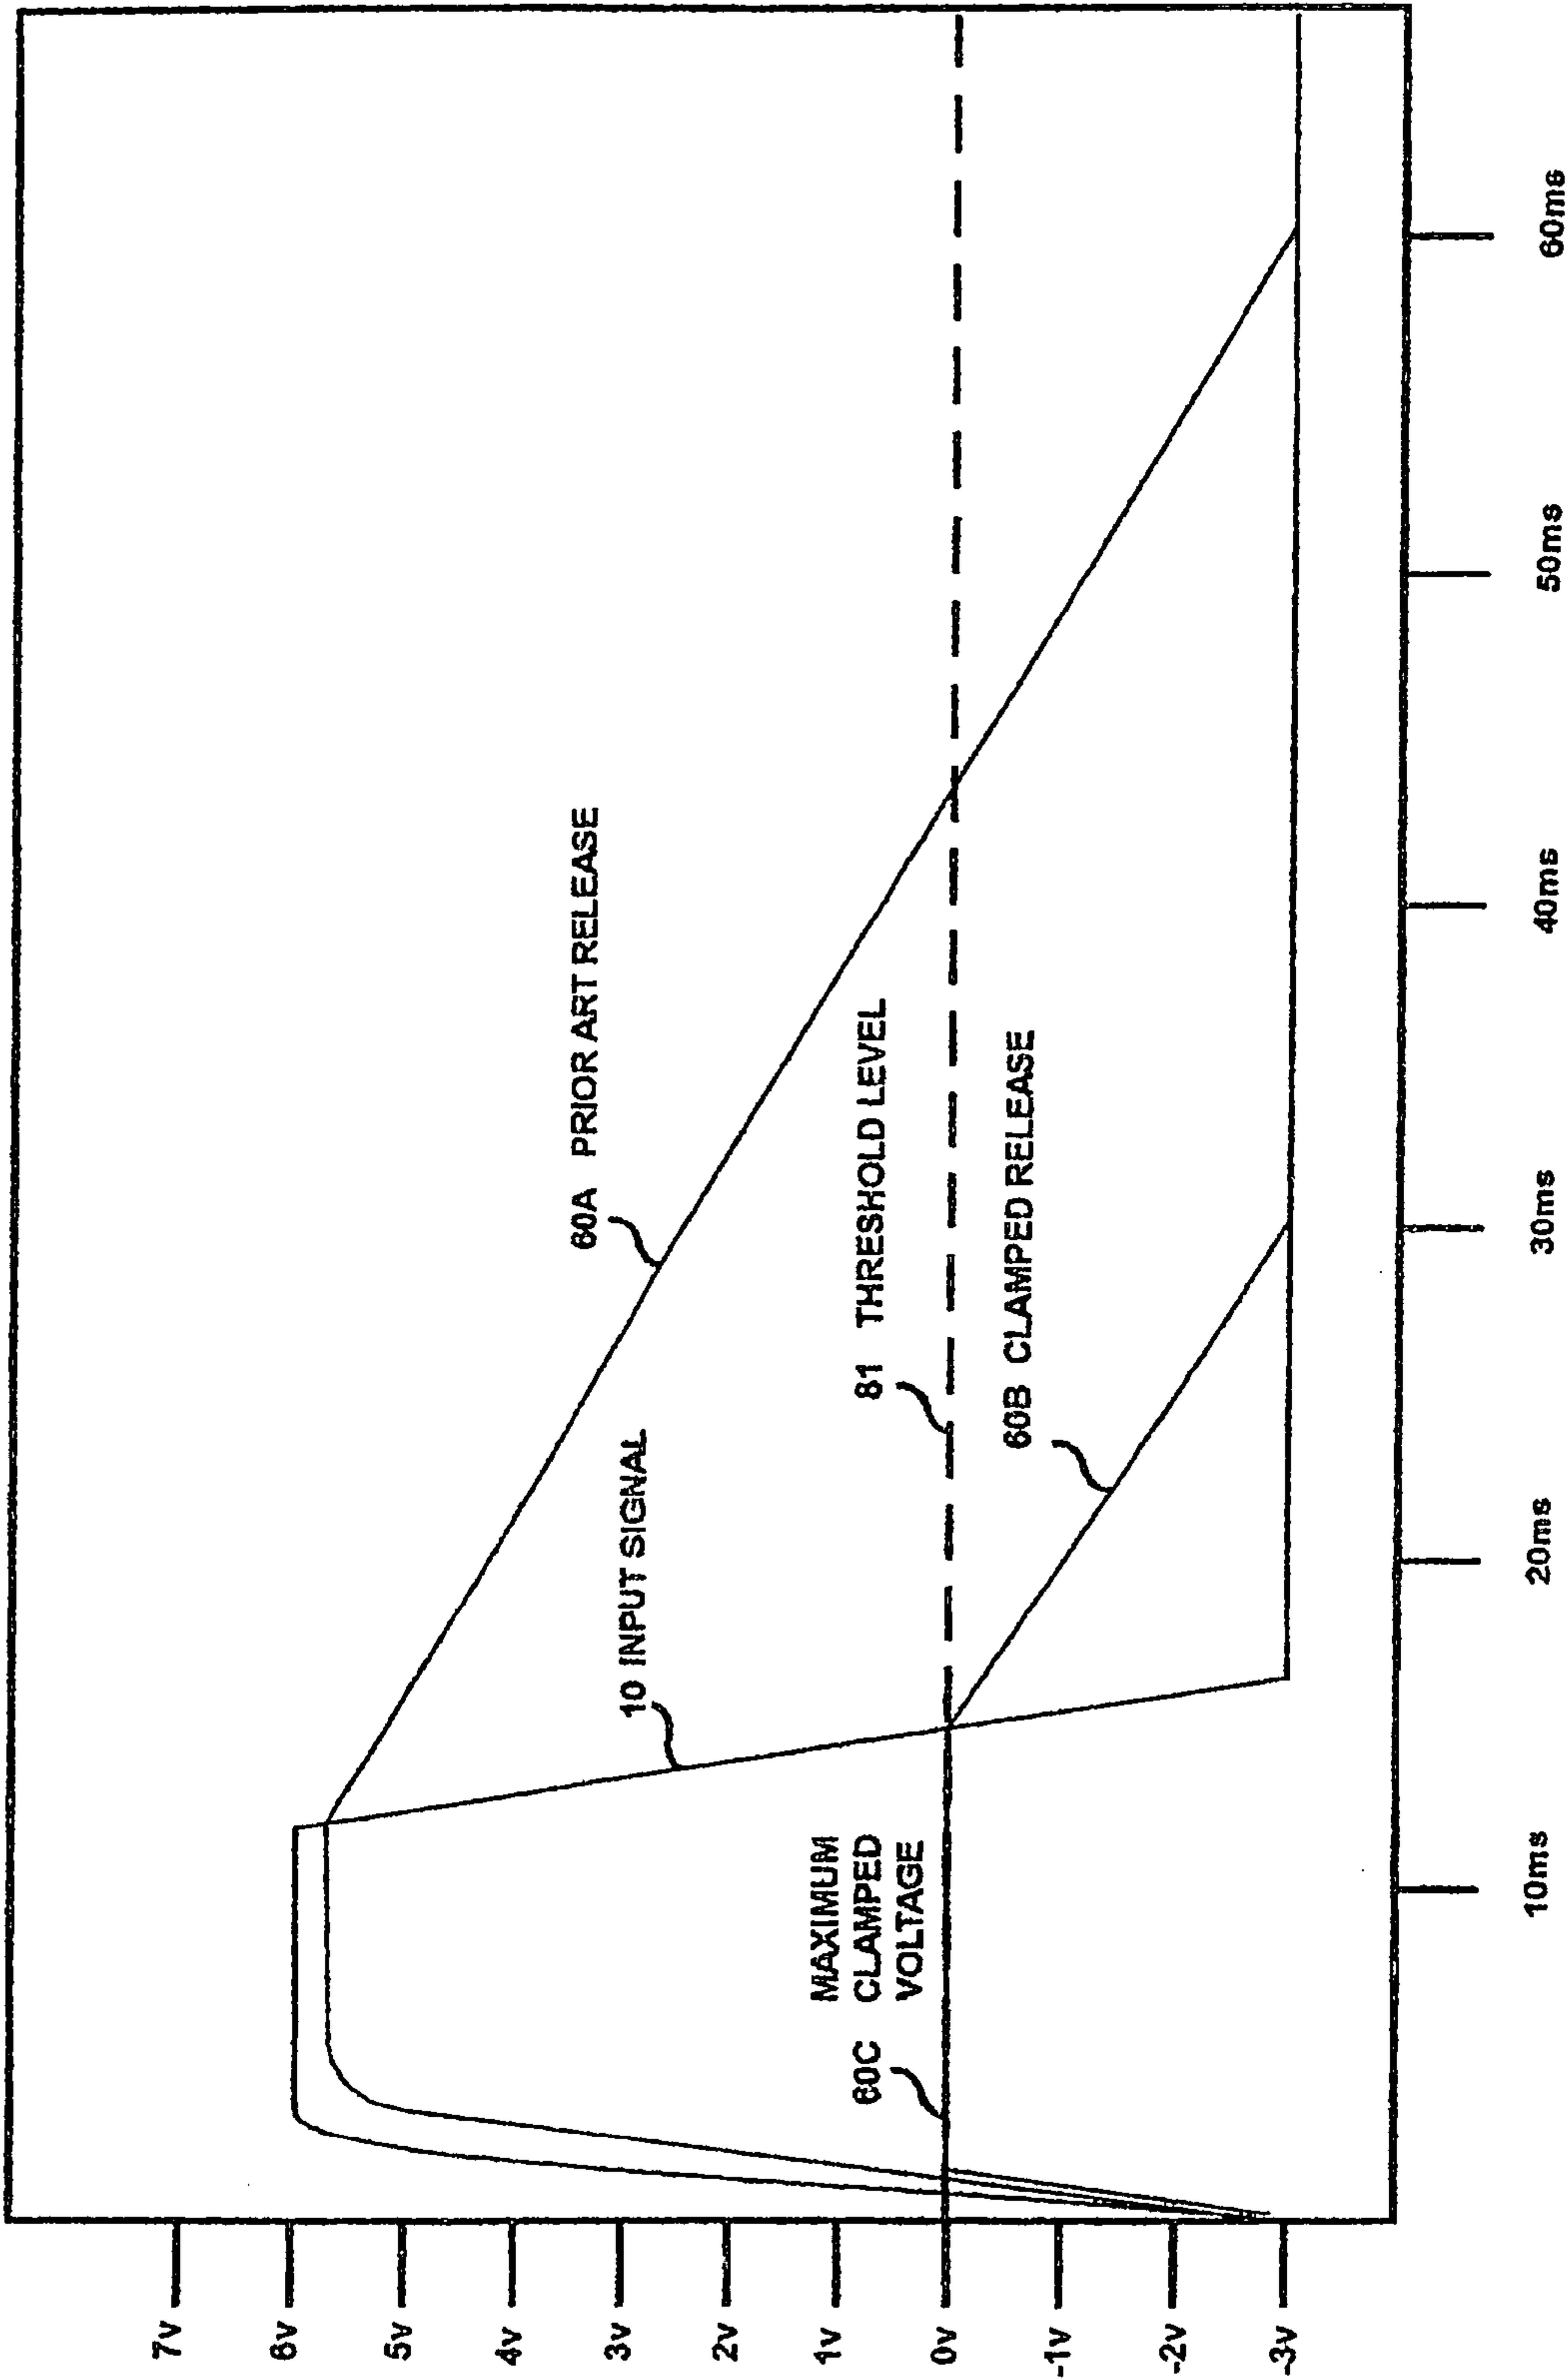 7v
6v
5v
4v
3v
2v
1v
0v
-1v
-2v
-3v
10 INPUT SIGNAL
60A PRIOR ART RELEASE
60C MAXIMUM
CLAMPED
VOLTAGE
81 THRESHOLD LEVEL
60B CLAMPED RELEASE
10ms
20ms
30ms
40ms
50ms
60ms